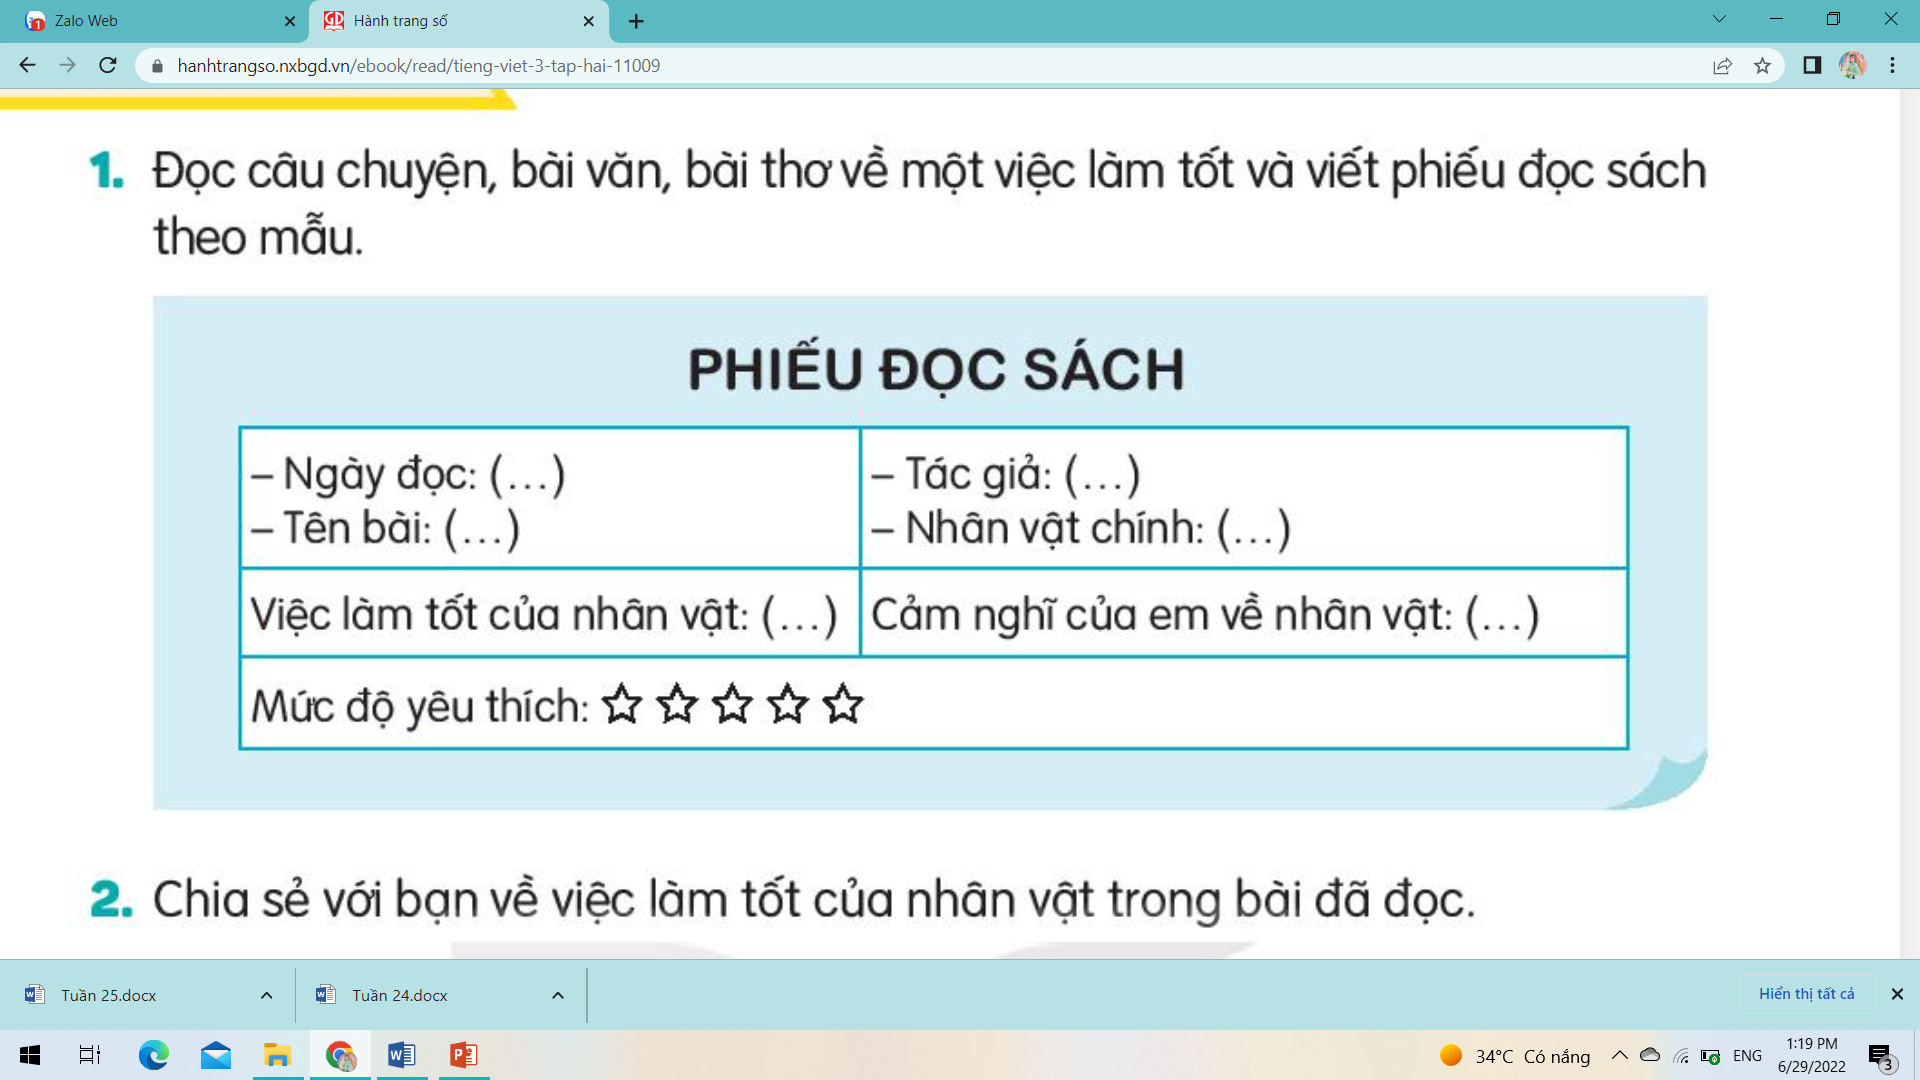 Zalo Web
Hành trang số
hanhtrangso.nxbgd.vn/ebook/read/tieng-viet-3-tap-hai-11009
1. Đọc câu chuyện, bài văn, bài thơ về một việc làm tốt và viết phiếu đọc sách
theo mẫu.
PHIẾU ĐỌC SÁCH
– Ngày đọc: (...)
– Tên bài: (...)
– Tác giả: (...)
– Nhân vật chính: (...)
Việc làm tốt của nhân vật: (...)
Cảm nghĩ của em về nhân vật: (...)
Mức độ yêu thích: ☆ ☆ ☆ ☆ ☆
2. Chia sẻ với bạn về việc làm tốt của nhân vật trong bài đã đọc.
Tuần 25.docx
Tuần 24.docx
Hiển thị tất cả
34°C Có nắng
ENG
1:19 PM
6/29/2022
3